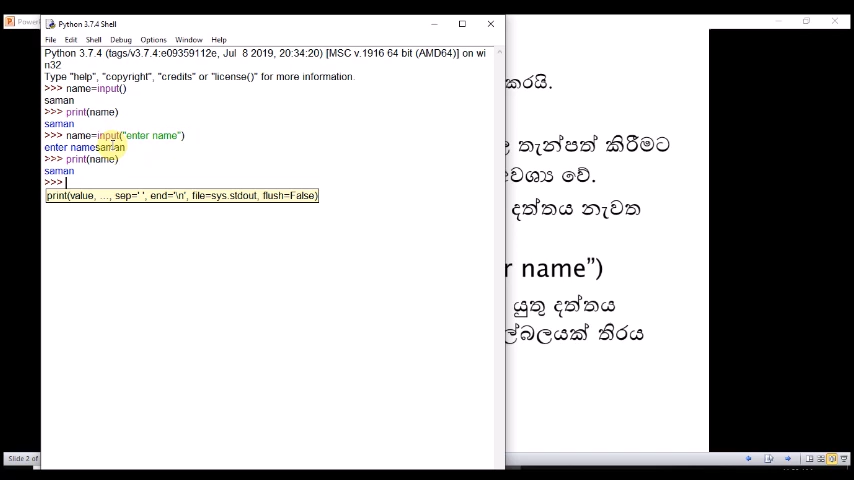 Python 3.7.4 Shell
File Edit Shell Debug Options Window Help
Python 3.7.4 (tags/v3.7.4:e09359112e, Jul 8 2019, 20:34:20) [MSC v.1916 64 bit (AMD64)] on wi
n32
Type "help", "copyright", "credits" or "license()" for more information.
>>> name=input()
saman
>>> print(name)
saman
>>> name=input("enter name")
enter namesaman
>>> print(name)
saman
>>>
print(value, ..., sep=' ', end='\n', file=sys.stdout, flush=False)
කරයි.
තැන්පත් කිරීමට
අවශ්‍ය වේ.
දත්තය නැවත
r name”)
යුතු දත්තය
ල්බලයක් තිරය
Slide 2 of